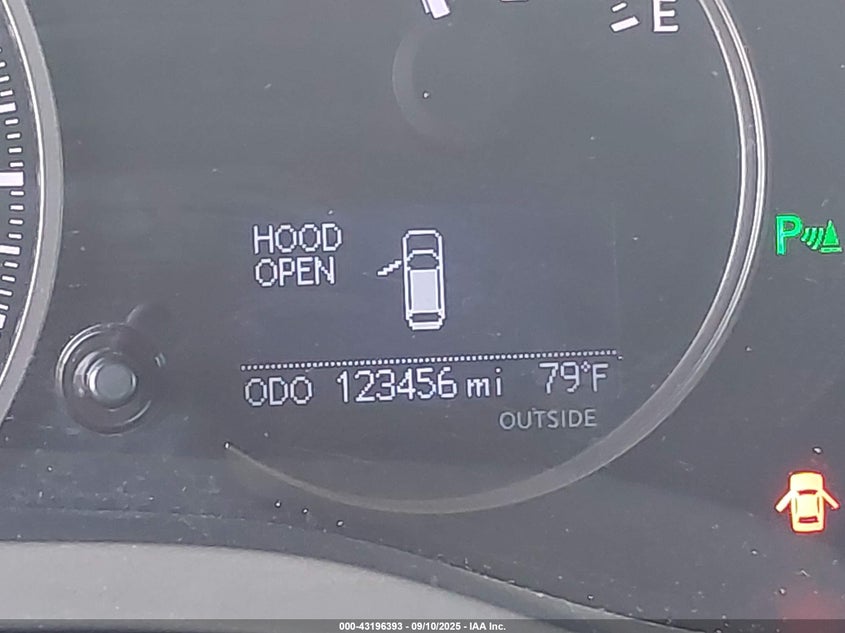 E
HOOD
OPEN
P
ODO 123456 mi 79°F
OUTSIDE
000-43196393 - 09/10/2025 - IAA Inc.